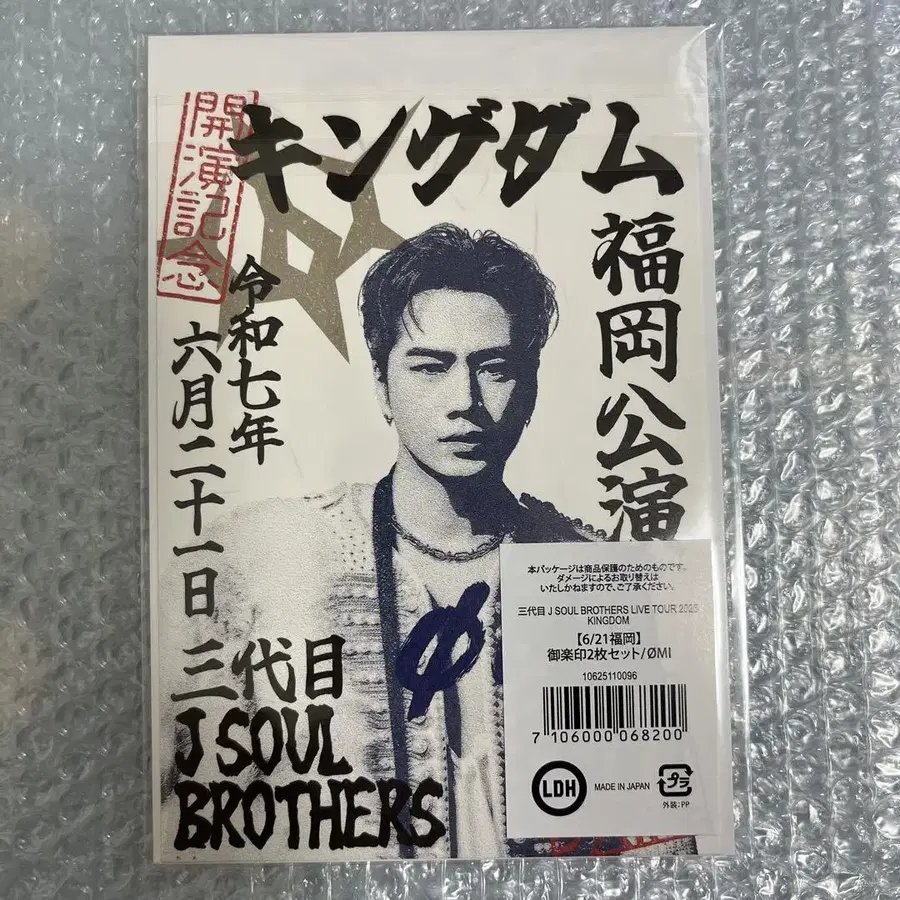 開演記念
キングダム
福岡公演
令和七年
六月二十一日
三代目
J SOUL
BROTHERS
本パッケージは商品保護のためのものです。
ダメージによるお取り替えは
いたしかねますので、ご了承ください。
三代目 J SOUL BROTHERS LIVE TOUR 2025
KINGDOM
【6/21福岡】
御楽印2枚セット/ØMI
10625110096
7 106000 068200
LDH
MADE IN JAPAN
プラ
外装:PP